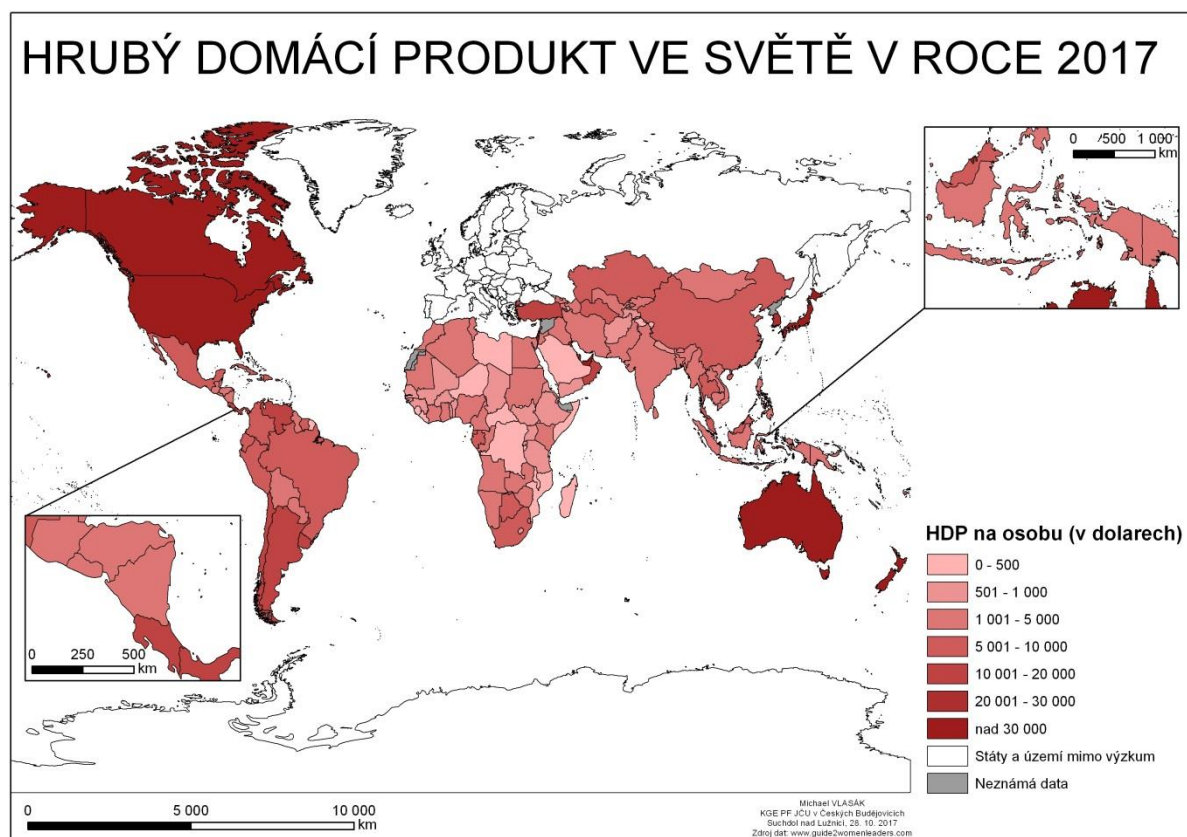 HRUBÝ DOMÁCÍ PRODUKT VE SVĚTĚ V ROCE 2017
0 500 1 000
km
0 250 500
km
HDP na osobu (v dolarech)
0 - 500
501 - 1 000
1 001 - 5 000
5 001 - 10 000
10 001 - 20 000
20 001 - 30 000
nad 30 000
Státy a území mimo výzkum
Neznámá data
0 5 000 10 000
km
Michael VLASÁK
KGE PF JČU v Českých Budějovicích
Suchdol nad Lužnicí, 28. 10. 2017
Zdroj dat: www.guide2womenleaders.com